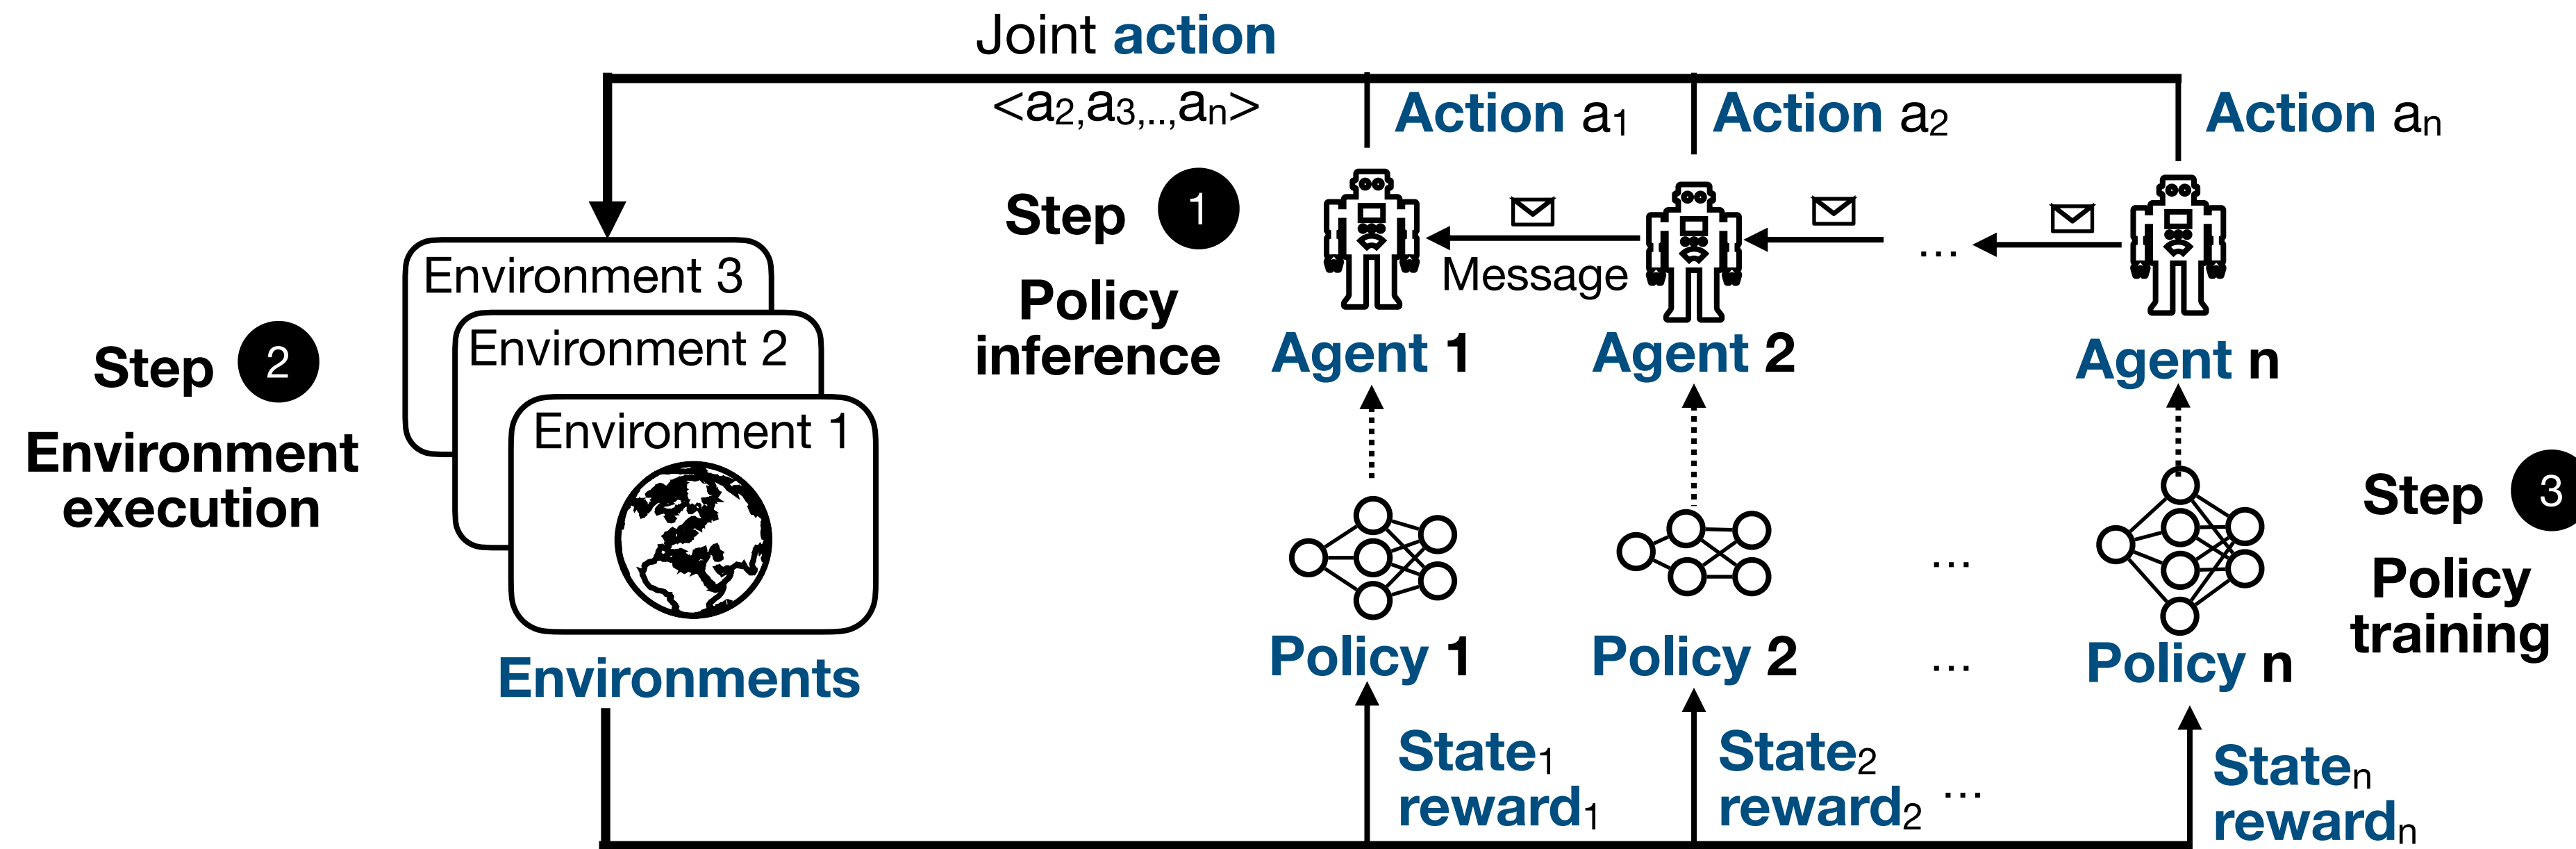 Joint action
<a2,a3,..,an>
Action a1
Action a2
Action an
Step 1
Policy
inference
Message
...
Agent 1
Agent 2
Agent n
Environment 3
Environment 2
Environment 1
Step 2
Environment
execution
Environments
...
Step 3
Policy
training
Policy 1
Policy 2
...
Policy n
State1
reward1
State2
reward2
...
Staten
rewardn